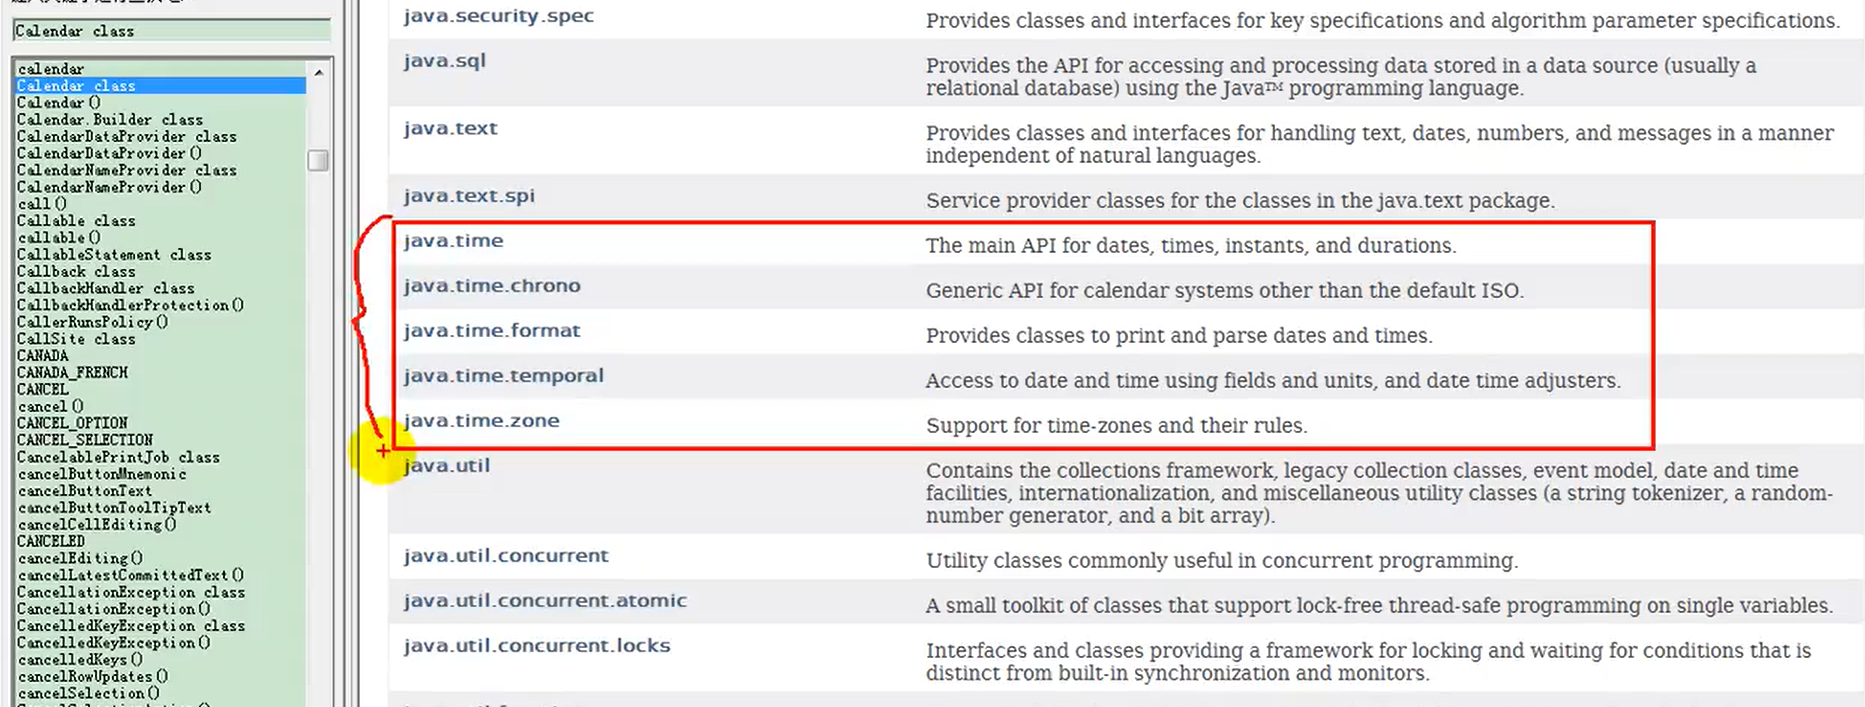 Calendar class
calendar
Calendar class
Calendar()
Calendar.Builder class
CalendarDataProvider class
CalendarDataProvider()
CalendarNameProvider class
CalendarNameProvider()
call()
Callable class
callable()
CallableStatement class
Callback class
CallbackHandler class
CallbackHandlerProtection()
CallerRunsPolicy()
CallSite class
CANADA
CANADA_FRENCH
CANCEL
cancel()
CANCEL_OPTION
CANCEL_SELECTION
CancelablePrintJob class
cancelButtonMnemonic
cancelButtonText
cancelButtonToolTipText
cancelCellEditing()
CANCELED
cancelEditing()
cancelLatestCommittedText()
CancellationException class
CancellationException()
CancelledKeyException class
CancelledKeyException()
cancelledKeys()
cancelRowUpdates()
cancelSelection()
java.security.spec
Provides classes and interfaces for key specifications and algorithm parameter specifications.
java.sql
Provides the API for accessing and processing data stored in a data source (usually a
relational database) using the Java™ programming language.
java.text
Provides classes and interfaces for handling text, dates, numbers, and messages in a manner
independent of natural languages.
java.text.spi
Service provider classes for the classes in the java.text package.
java.time
The main API for dates, times, instants, and durations.
java.time.chrono
Generic API for calendar systems other than the default ISO.
java.time.format
Provides classes to print and parse dates and times.
java.time.temporal
Access to date and time using fields and units, and date time adjusters.
java.time.zone
Support for time-zones and their rules.
java.util
Contains the collections framework, legacy collection classes, event model, date and time
facilities, internationalization, and miscellaneous utility classes (a string tokenizer, a random-
number generator, and a bit array).
java.util.concurrent
Utility classes commonly useful in concurrent programming.
java.util.concurrent.atomic
A small toolkit of classes that support lock-free thread-safe programming on single variables.
java.util.concurrent.locks
Interfaces and classes providing a framework for locking and waiting for conditions that is
distinct from built-in synchronization and monitors.